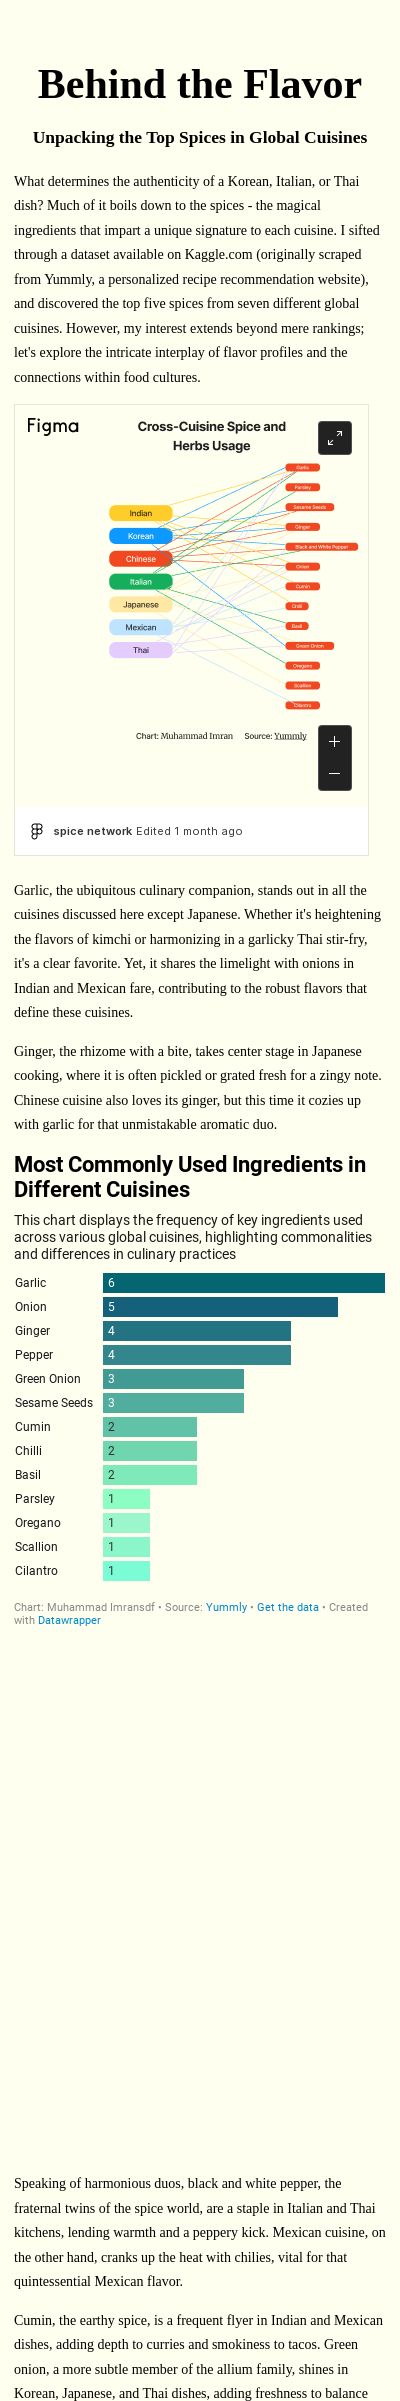 Behind the Flavor
Unpacking the Top Spices in Global Cuisines
What determines the authenticity of a Korean, Italian, or Thai
dish? Much of it boils down to the spices - the magical
ingredients that impart a unique signature to each cuisine. I sifted
through a dataset available on Kaggle.com (originally scraped
from Yummly, a personalized recipe recommendation website),
and discovered the top five spices from seven different global
cuisines. However, my interest extends beyond mere rankings;
let's explore the intricate interplay of flavor profiles and the
connections within food cultures.
Figma
Cross-Cuisine Spice and
Herbs Usage
Garlic
Parsley
Sesame Seeds
Indian
Ginger
Korean
Black and White Pepper
Chinese
Onion
Italian
Cumin
Japanese
Chilli
Mexican
Basil
Thai
Green Onion
Oregano
Scallion
Cilantro
Chart: Muhammad Imran Source: Yummly
spice network Edited 1 month ago
Garlic, the ubiquitous culinary companion, stands out in all the
cuisines discussed here except Japanese. Whether it's heightening
the flavors of kimchi or harmonizing in a garlicky Thai stir-fry,
it's a clear favorite. Yet, it shares the limelight with onions in
Indian and Mexican fare, contributing to the robust flavors that
define these cuisines.
Ginger, the rhizome with a bite, takes center stage in Japanese
cooking, where it is often pickled or grated fresh for a zingy note.
Chinese cuisine also loves its ginger, but this time it cozies up
with garlic for that unmistakable aromatic duo.
Most Commonly Used Ingredients in
Different Cuisines
This chart displays the frequency of key ingredients used
across various global cuisines, highlighting commonalities
and differences in culinary practices
Garlic 6
Onion 5
Ginger 4
Pepper 4
Green Onion 3
Sesame Seeds 3
Cumin 2
Chilli 2
Basil 2
Parsley 1
Oregano 1
Scallion 1
Cilantro 1
Chart: Muhammad Imransdf • Source: Yummly • Get the data • Created
with Datawrapper
Speaking of harmonious duos, black and white pepper, the
fraternal twins of the spice world, are a staple in Italian and Thai
kitchens, lending warmth and a peppery kick. Mexican cuisine, on
the other hand, cranks up the heat with chilies, vital for that
quintessential Mexican flavor.
Cumin, the earthy spice, is a frequent flyer in Indian and Mexican
dishes, adding depth to curries and smokiness to tacos. Green
onion, a more subtle member of the allium family, shines in
Korean, Japanese, and Thai dishes, adding freshness to balance